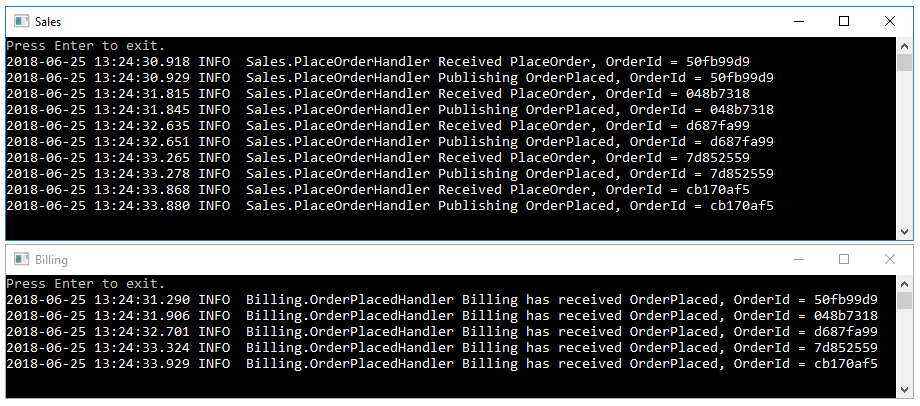 Sales
Press Enter to exit.
2018-06-25 13:24:30.918 INFO  Sales.PlaceOrderHandler Received PlaceOrder, OrderId = 50fb99d9
2018-06-25 13:24:30.929 INFO  Sales.PlaceOrderHandler Publishing OrderPlaced, OrderId = 50fb99d9
2018-06-25 13:24:31.815 INFO  Sales.PlaceOrderHandler Received PlaceOrder, OrderId = 048b7318
2018-06-25 13:24:31.845 INFO  Sales.PlaceOrderHandler Publishing OrderPlaced, OrderId = 048b7318
2018-06-25 13:24:32.635 INFO  Sales.PlaceOrderHandler Received PlaceOrder, OrderId = d687fa99
2018-06-25 13:24:32.651 INFO  Sales.PlaceOrderHandler Publishing OrderPlaced, OrderId = d687fa99
2018-06-25 13:24:33.265 INFO  Sales.PlaceOrderHandler Received PlaceOrder, OrderId = 7d852559
2018-06-25 13:24:33.278 INFO  Sales.PlaceOrderHandler Publishing OrderPlaced, OrderId = 7d852559
2018-06-25 13:24:33.868 INFO  Sales.PlaceOrderHandler Received PlaceOrder, OrderId = cb170af5
2018-06-25 13:24:33.880 INFO  Sales.PlaceOrderHandler Publishing OrderPlaced, OrderId = cb170af5
Billing
Press Enter to exit.
2018-06-25 13:24:31.290 INFO  Billing.OrderPlacedHandler Billing has received OrderPlaced, OrderId = 50fb99d9
2018-06-25 13:24:31.906 INFO  Billing.OrderPlacedHandler Billing has received OrderPlaced, OrderId = 048b7318
2018-06-25 13:24:32.701 INFO  Billing.OrderPlacedHandler Billing has received OrderPlaced, OrderId = d687fa99
2018-06-25 13:24:33.324 INFO  Billing.OrderPlacedHandler Billing has received OrderPlaced, OrderId = 7d852559
2018-06-25 13:24:33.929 INFO  Billing.OrderPlacedHandler Billing has received OrderPlaced, OrderId = cb170af5